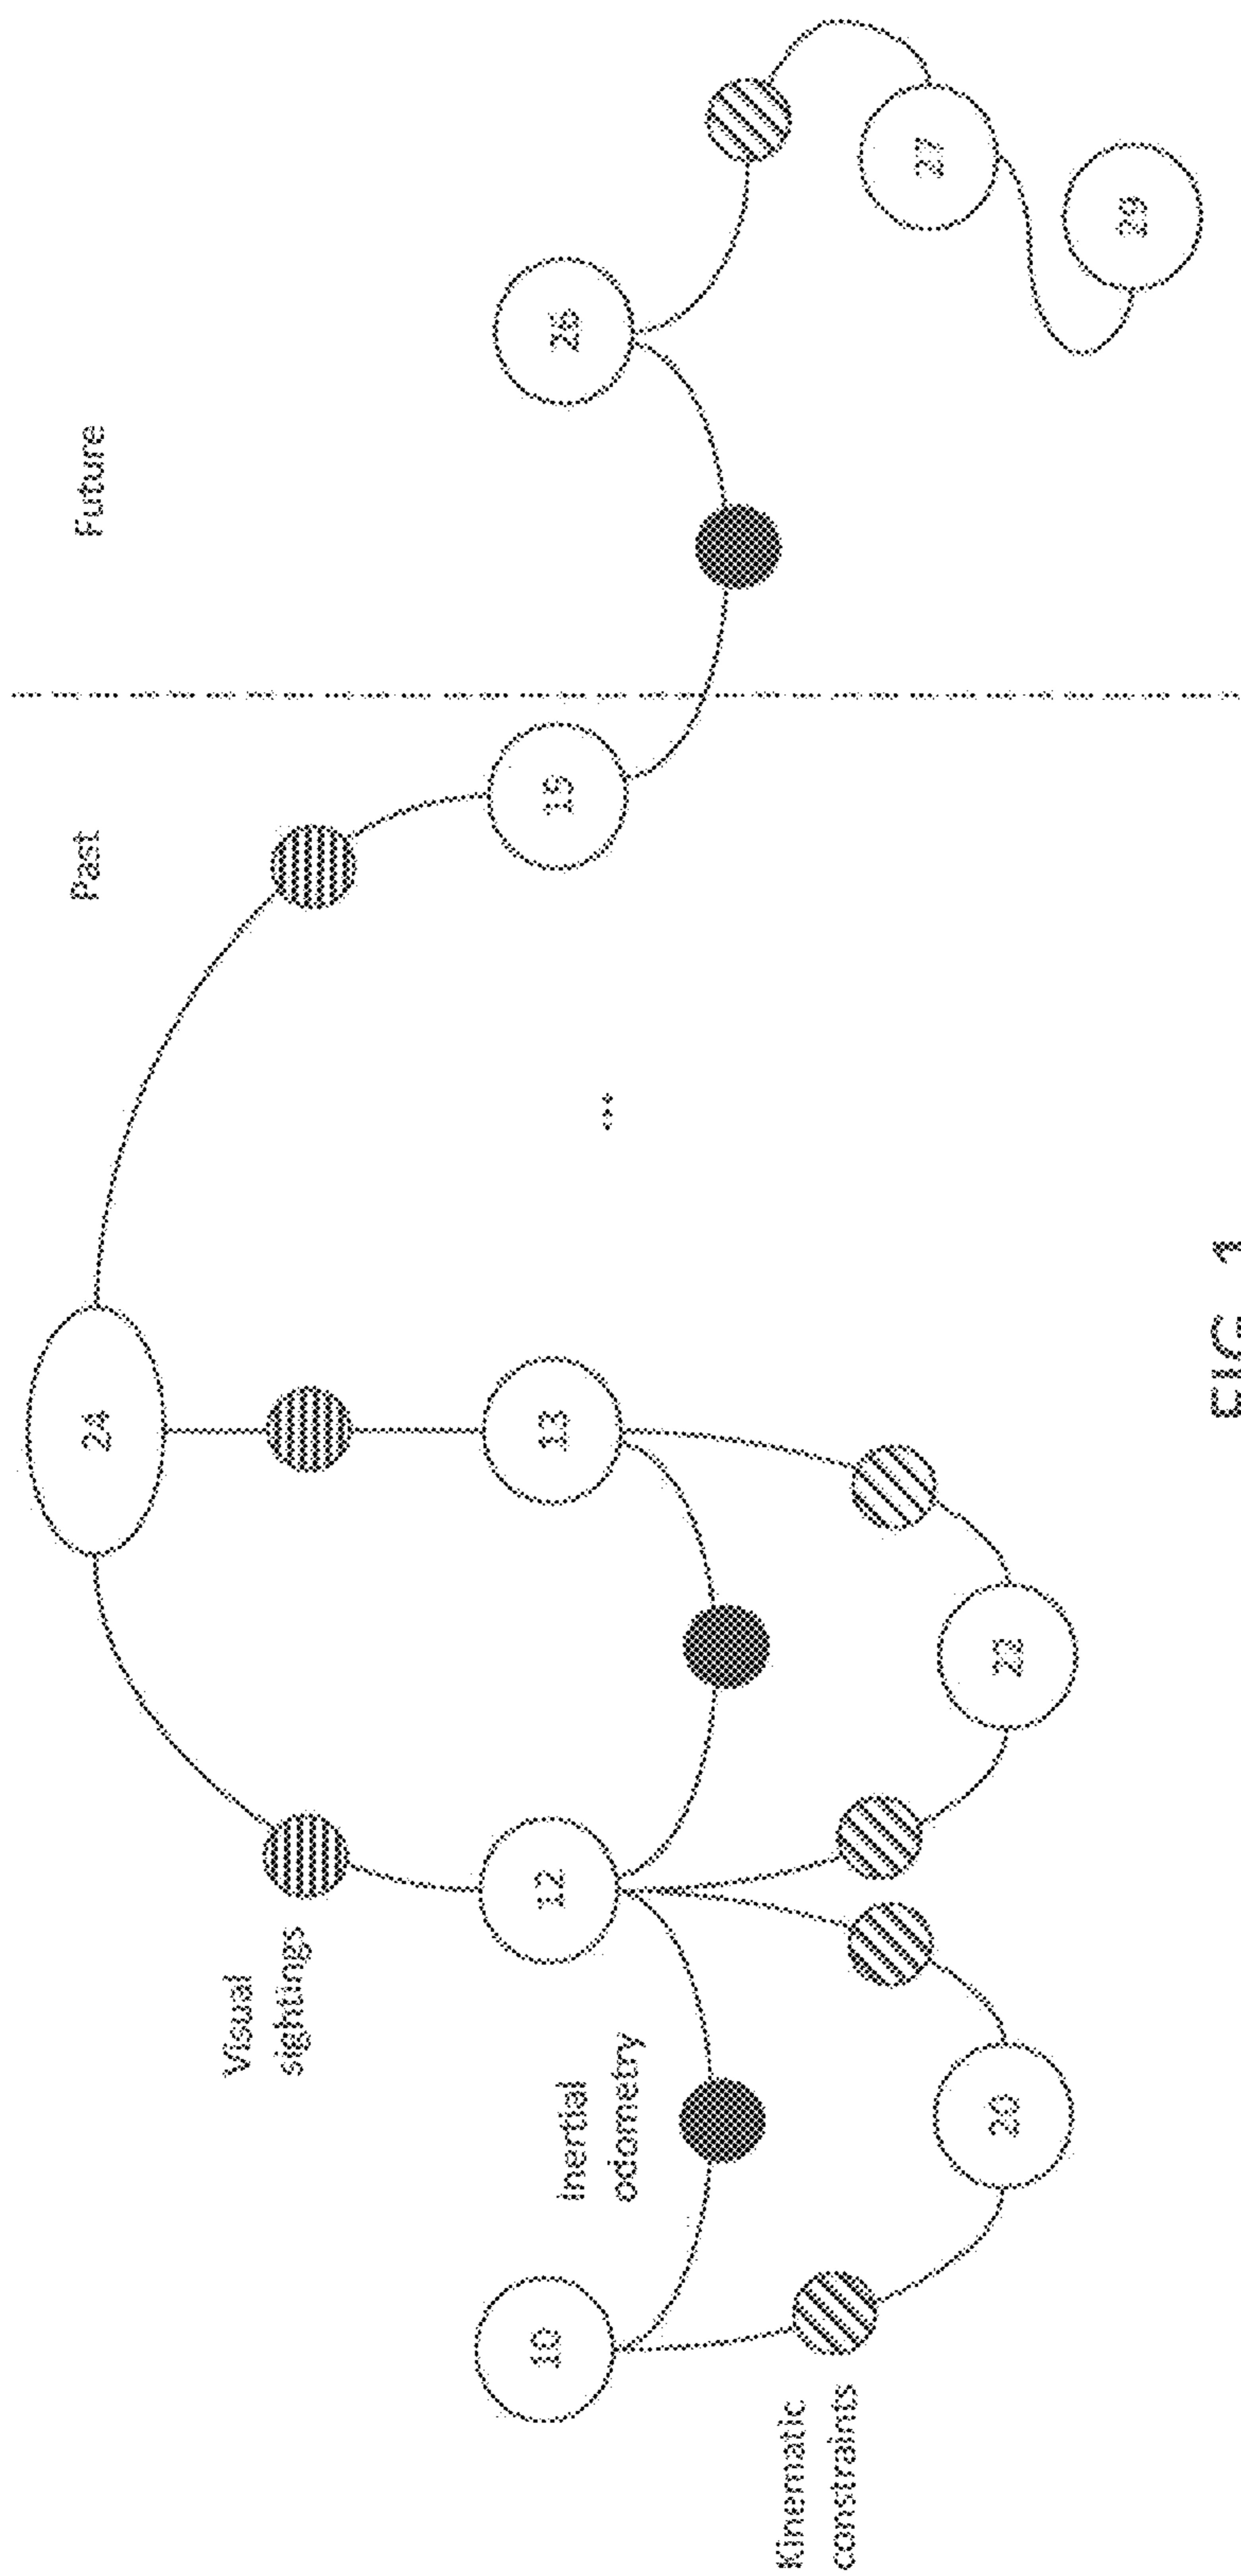 Past
Future
24
Visual
sightings
10
12
13
...
19
26
Inertial
odometry
27
Kinematic
constraints
20
22
29
FIG. 1